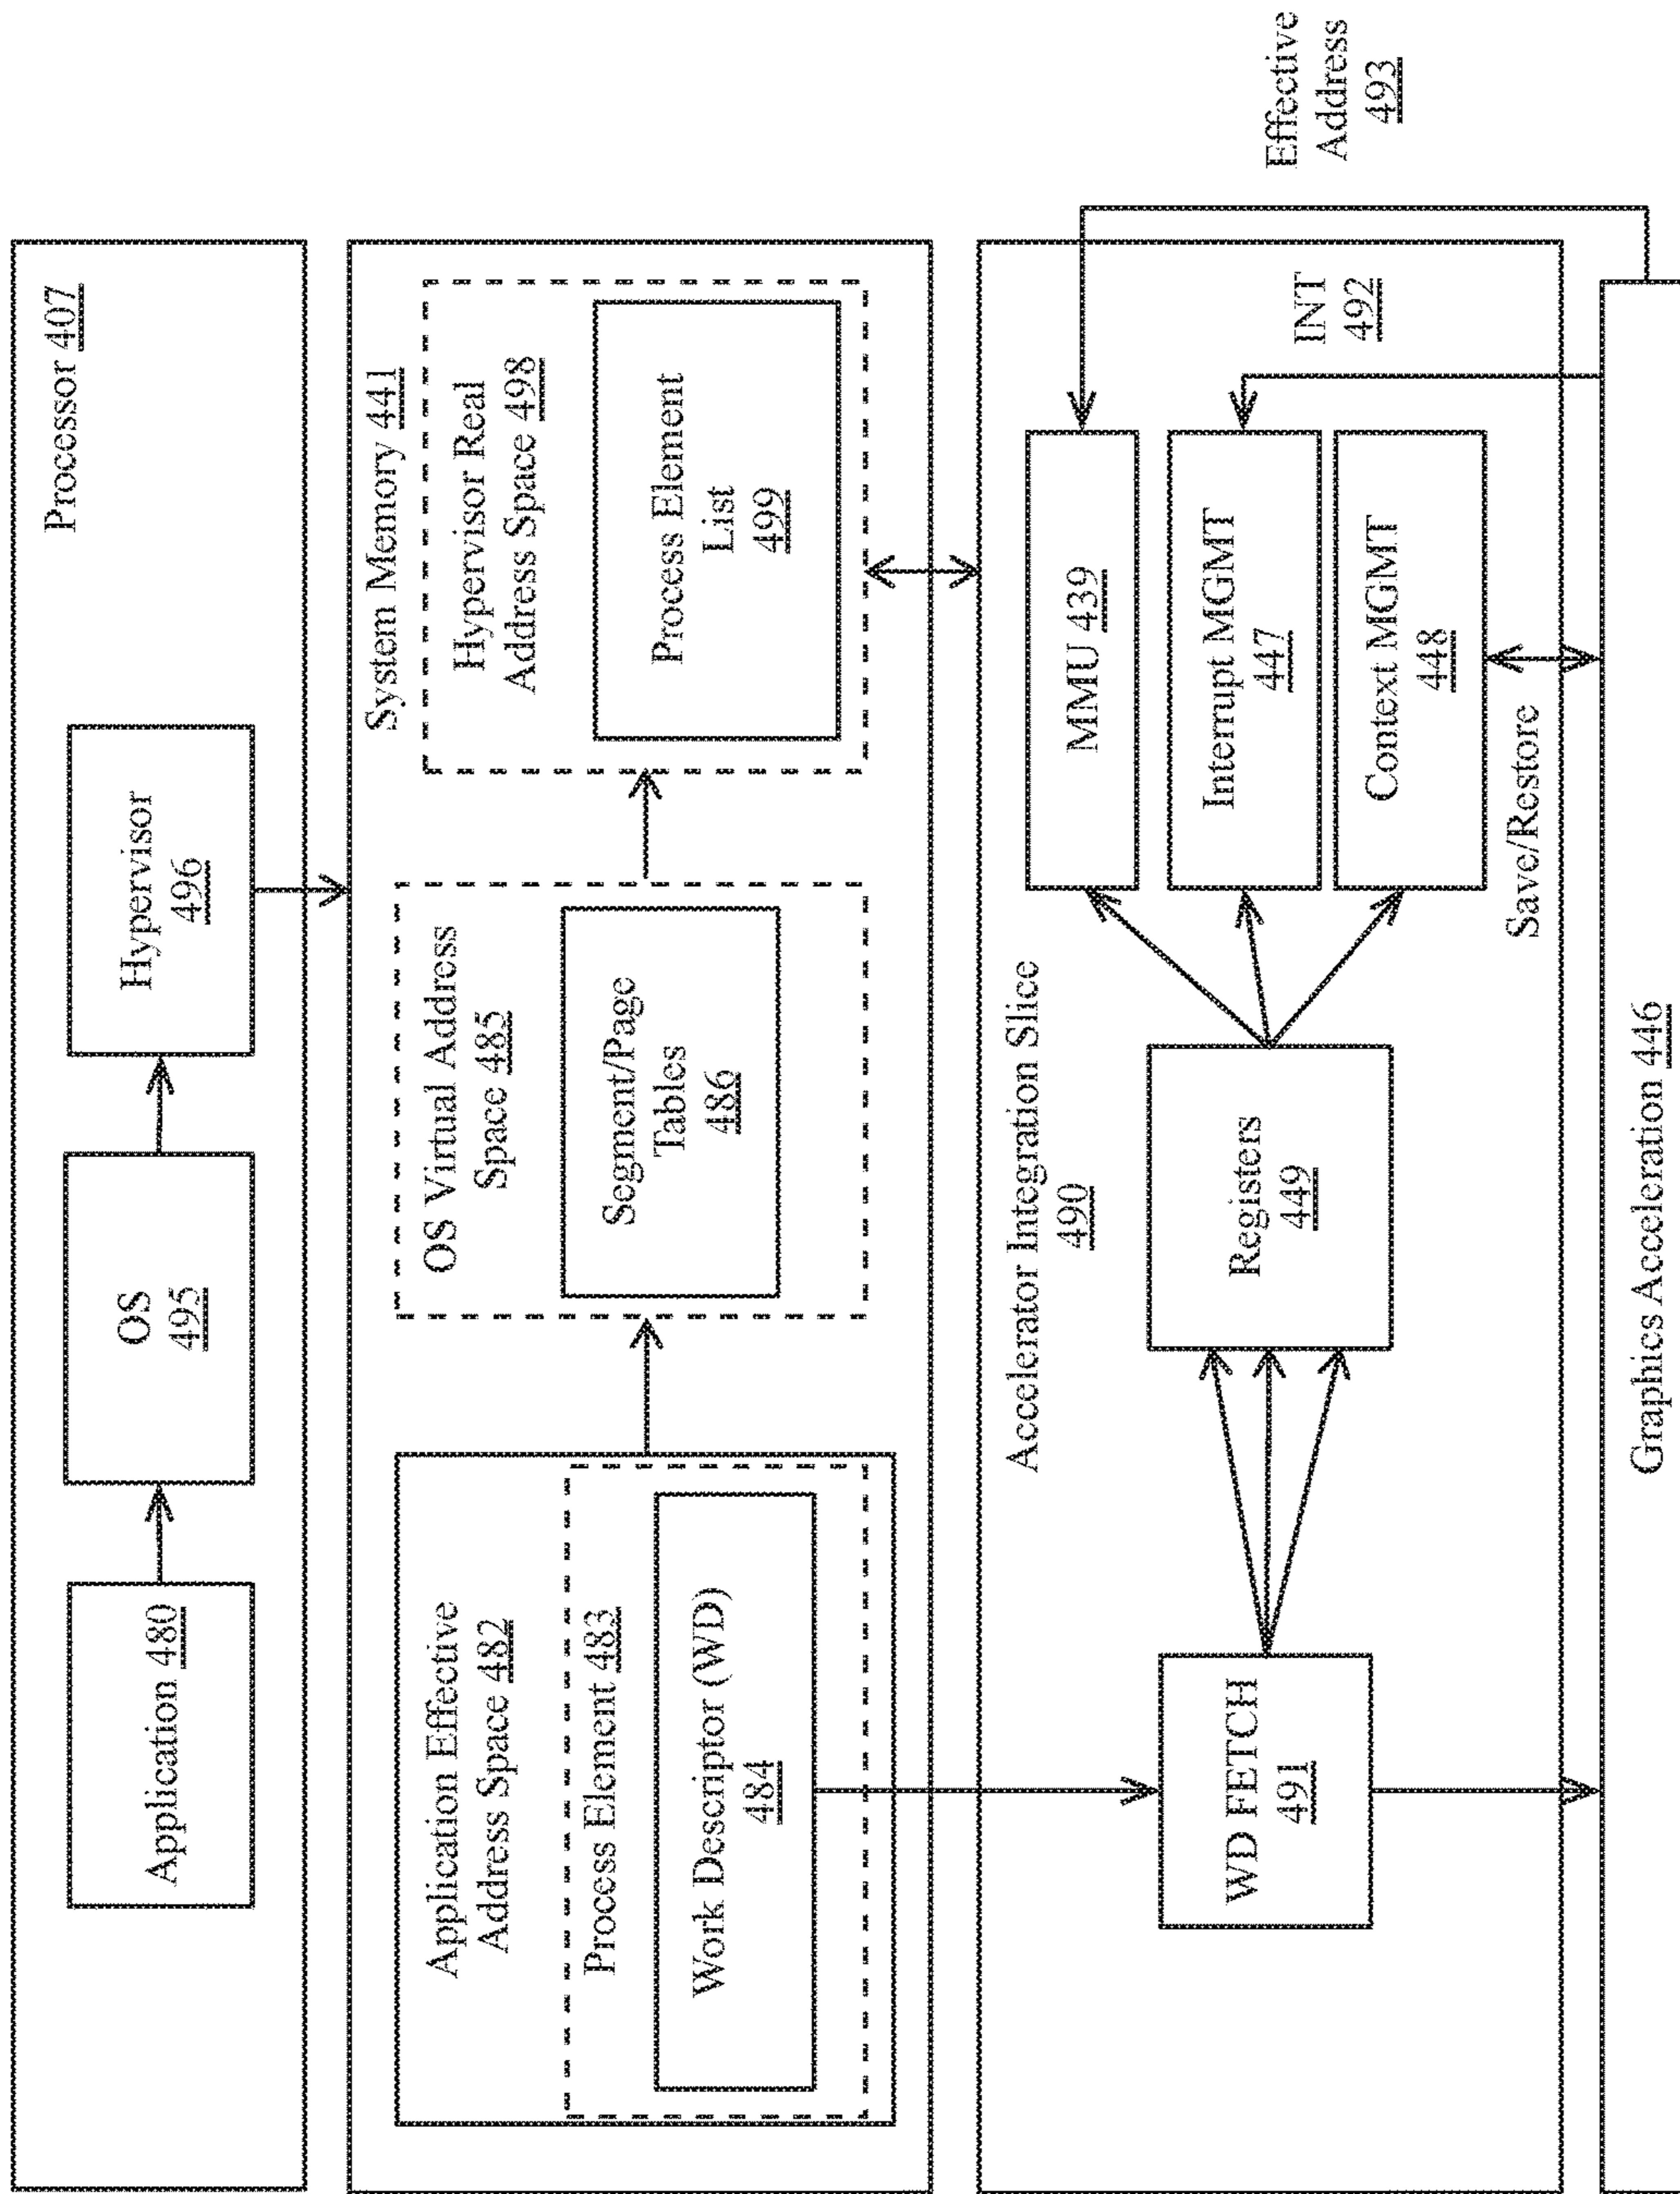 Processor 407
Application 480
OS
495
Hypervisor
496
System Memory 441
Application Effective
Address Space 482
Process Element 483
Work Descriptor (WD)
484
OS Virtual Address
Space 485
Segment/Page
Tables
486
Hypervisor Real
Address Space 498
Process Element
List
499
Accelerator Integration Slice
490
WD FETCH
491
Registers
449
MMU 439
Interrupt MGMT
447
Context MGMT
448
INT
492
Save/Restore
Effective
Address
493
Graphics Acceleration 446